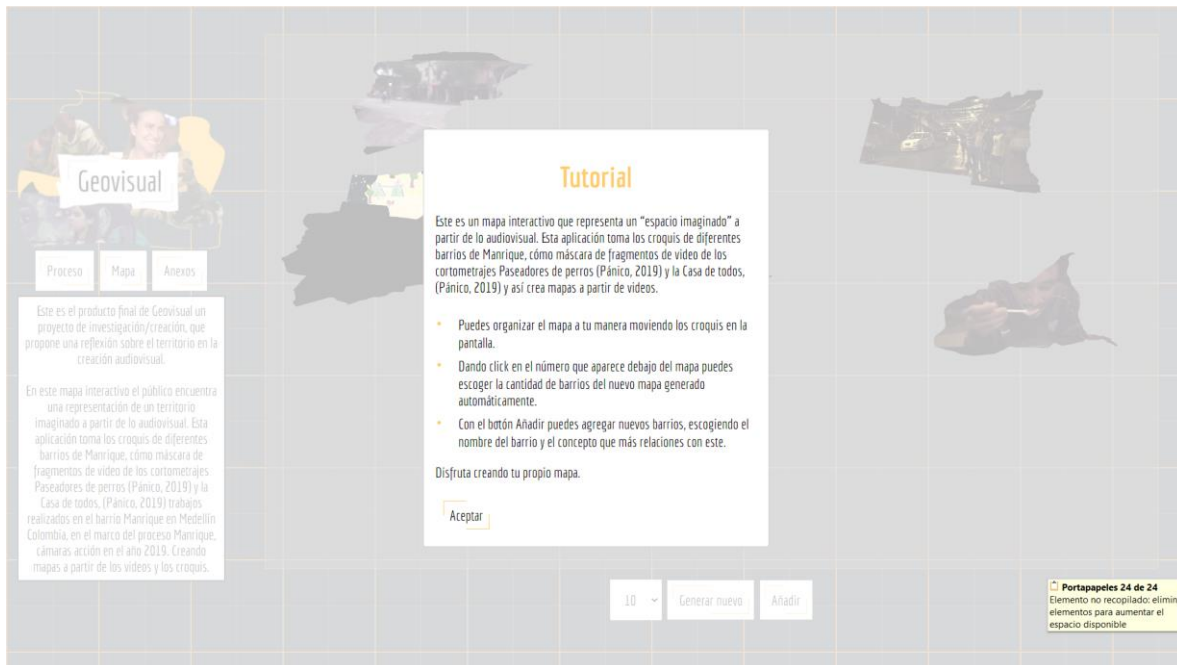 Geovisual
Proceso
Mapa
Anexos
Este es el producto final de Geovisual un
proyecto de investigación/creación, que
propone una reflexión sobre el territorio en la
creación audiovisual.
En este mapa interactivo el público encuentra
una representación de un territorio
imaginado a partir de lo audiovisual. Esta
aplicación toma los croquis de diferentes
barrios de Manrique, cómo máscara de
fragmentos de video de los cortometrajes
Paseadores de perros (Pánico, 2019) y la
Casa de todos, (Pánico, 2019) trabajos
realizados en el barrio Manrique en Medellín
Colombia, en el marco del proceso Manrique,
cámaras acción en el año 2019. Creando
mapas a partir de los videos y los croquis.
Tutorial
Este es un mapa interactivo que representa un “espacio imaginado” a
partir de lo audiovisual. Esta aplicación toma los croquis de diferentes
barrios de Manrique, cómo máscara de fragmentos de video de los
cortometrajes Paseadores de perros (Pánico, 2019) y la Casa de todos,
(Pánico, 2019) y así crea mapas a partir de videos.
Puedes organizar el mapa a tu manera moviendo los croquis en la
pantalla.
Dando click en el número que aparece debajo del mapa puedes
escoger la cantidad de barrios del nuevo mapa generado
automáticamente.
Con el botón Añadir puedes agregar nuevos barrios, escogiendo el
nombre del barrio y el concepto que más relaciones con este.
Disfruta creando tu propio mapa.
Aceptar
10
Generar nuevo
Añadir
Portapapeles 24 de 24
Elemento no recopilado: elimin
elementos para aumentar el
espacio disponible